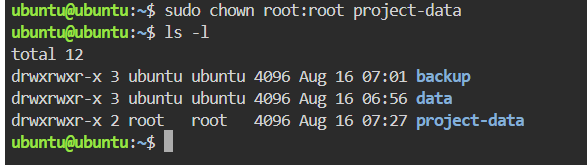 ubuntu@ubuntu:~$ sudo chown root:root project-data
ubuntu@ubuntu:~$ ls -l
total 12
drwxrwxr-x 3 ubuntu ubuntu 4096 Aug 16 07:01 backup
drwxrwxr-x 3 ubuntu ubuntu 4096 Aug 16 06:56 data
drwxrwxr-x 2 root   root   4096 Aug 16 07:27 project-data
ubuntu@ubuntu:~$